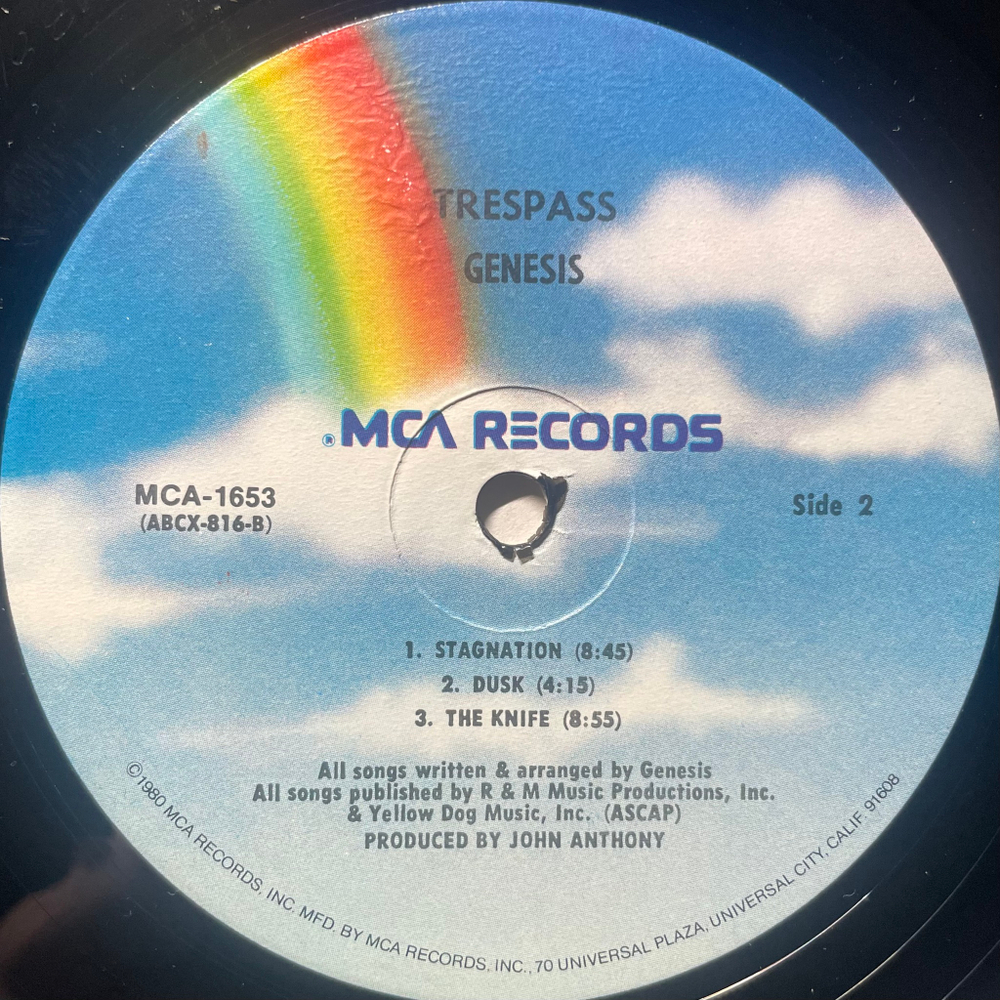 TRESPASS
GENESIS
® MCA RECORDS
MCA-1653
(ABCX-816-B)
Side 2
1. STAGNATION (8:45)
2. DUSK (4:15)
3. THE KNIFE (8:55)
All songs written & arranged by Genesis
All songs published by R & M Music Productions, Inc.
& Yellow Dog Music, Inc. (ASCAP)
PRODUCED BY JOHN ANTHONY
©1980 MCA RECORDS, INC. MFD. BY MCA RECORDS, INC., 70 UNIVERSAL PLAZA, UNIVERSAL CITY, CALIF. 91608